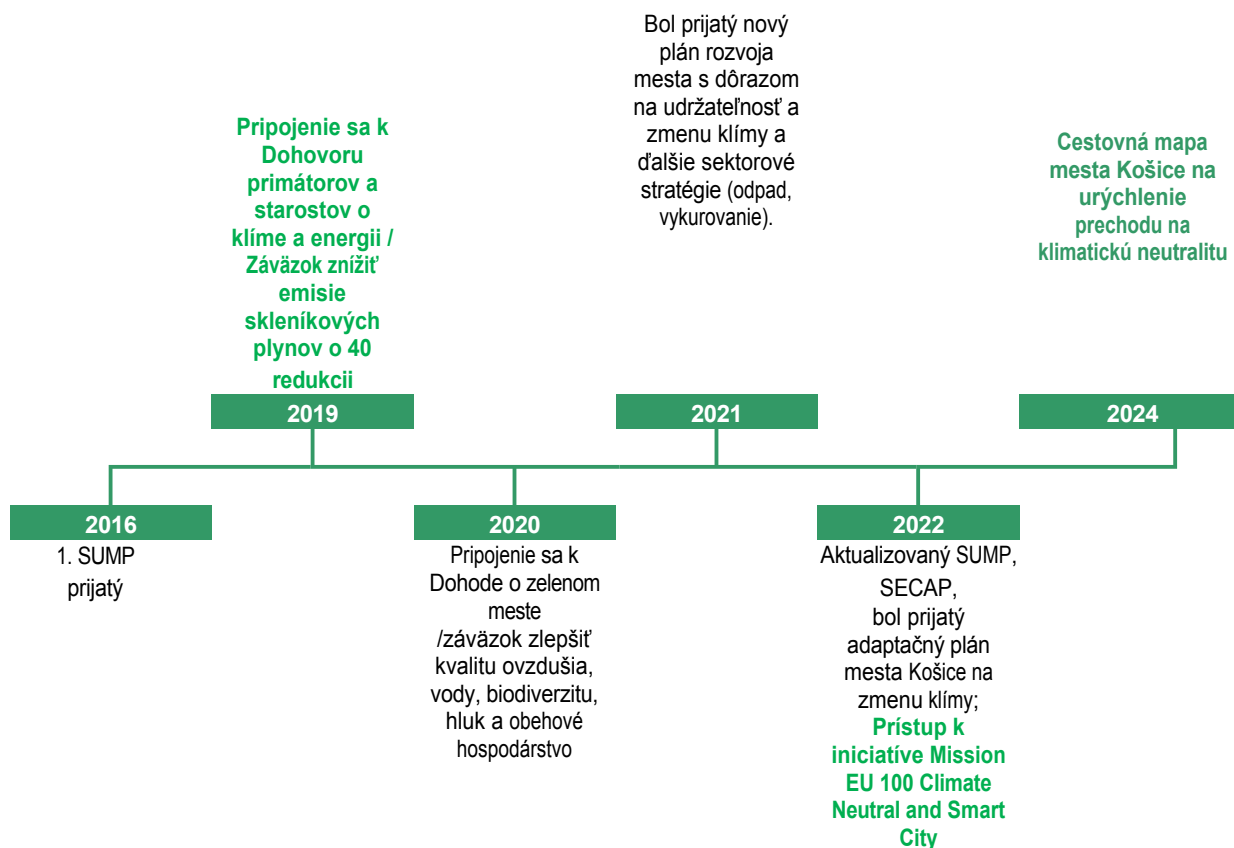 Bol prijatý nový
plán rozvoja
mesta s dôrazom
na udržateľnosť a
zmenu klímy a
ďalšie sektorové
stratégie (odpad,
vykurovanie).
Pripojenie sa k
Dohovoru
primátorov a
starostov o
klíme a energii /
Záväzok znížiť
emisie
skleníkových
plynov o 40
redukcii
Cestovná mapa
mesta Košice na
urýchlenie
prechodu na
klimatickú neutralitu
2019
2021
2024
2016
1. SUMP
prijatý
2020
Pripojenie sa k
Dohode o zelenom
meste
/záväzok zlepšiť
kvalitu ovzdušia,
vody, biodiverzitu,
hluk a obehové
hospodárstvo
2022
Aktualizovaný SUMP,
SECAP,
bol prijatý
adaptačný plán
mesta Košice na
zmenu klímy;
Prístup k
iniciatíve Mission
EU 100 Climate
Neutral and Smart
City